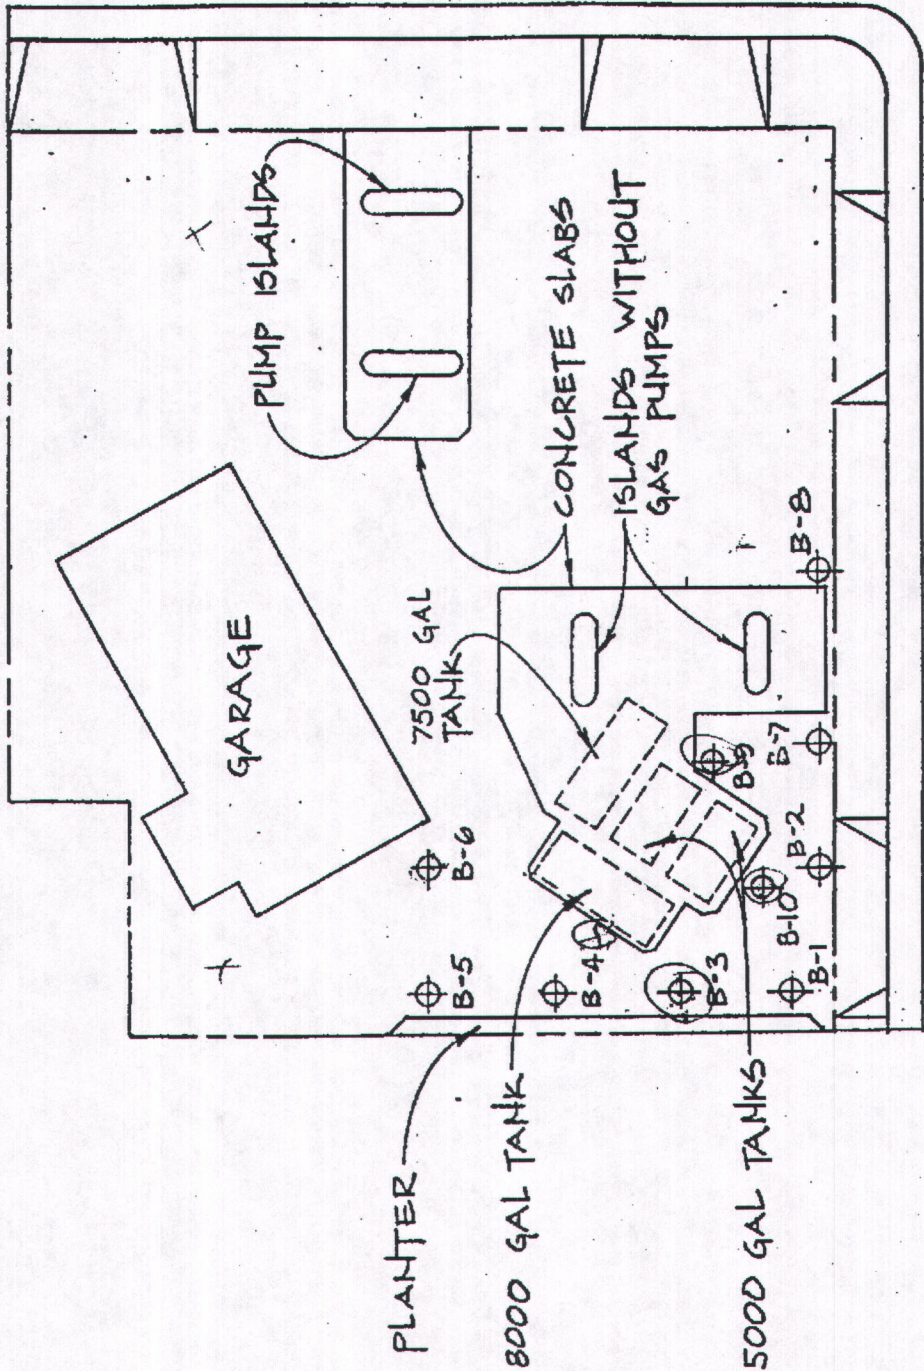 PUMP ISLANDS
GARAGE
7500 GAL
TANK
CONCRETE SLABS
ISLANDS WITHOUT
GAS PUMPS
B-6
B-5
B-4
B-3
B-9
B-8
B-7
B-2
B-10
B-1
PLANTER
8000 GAL TANK
5000 GAL TANKS